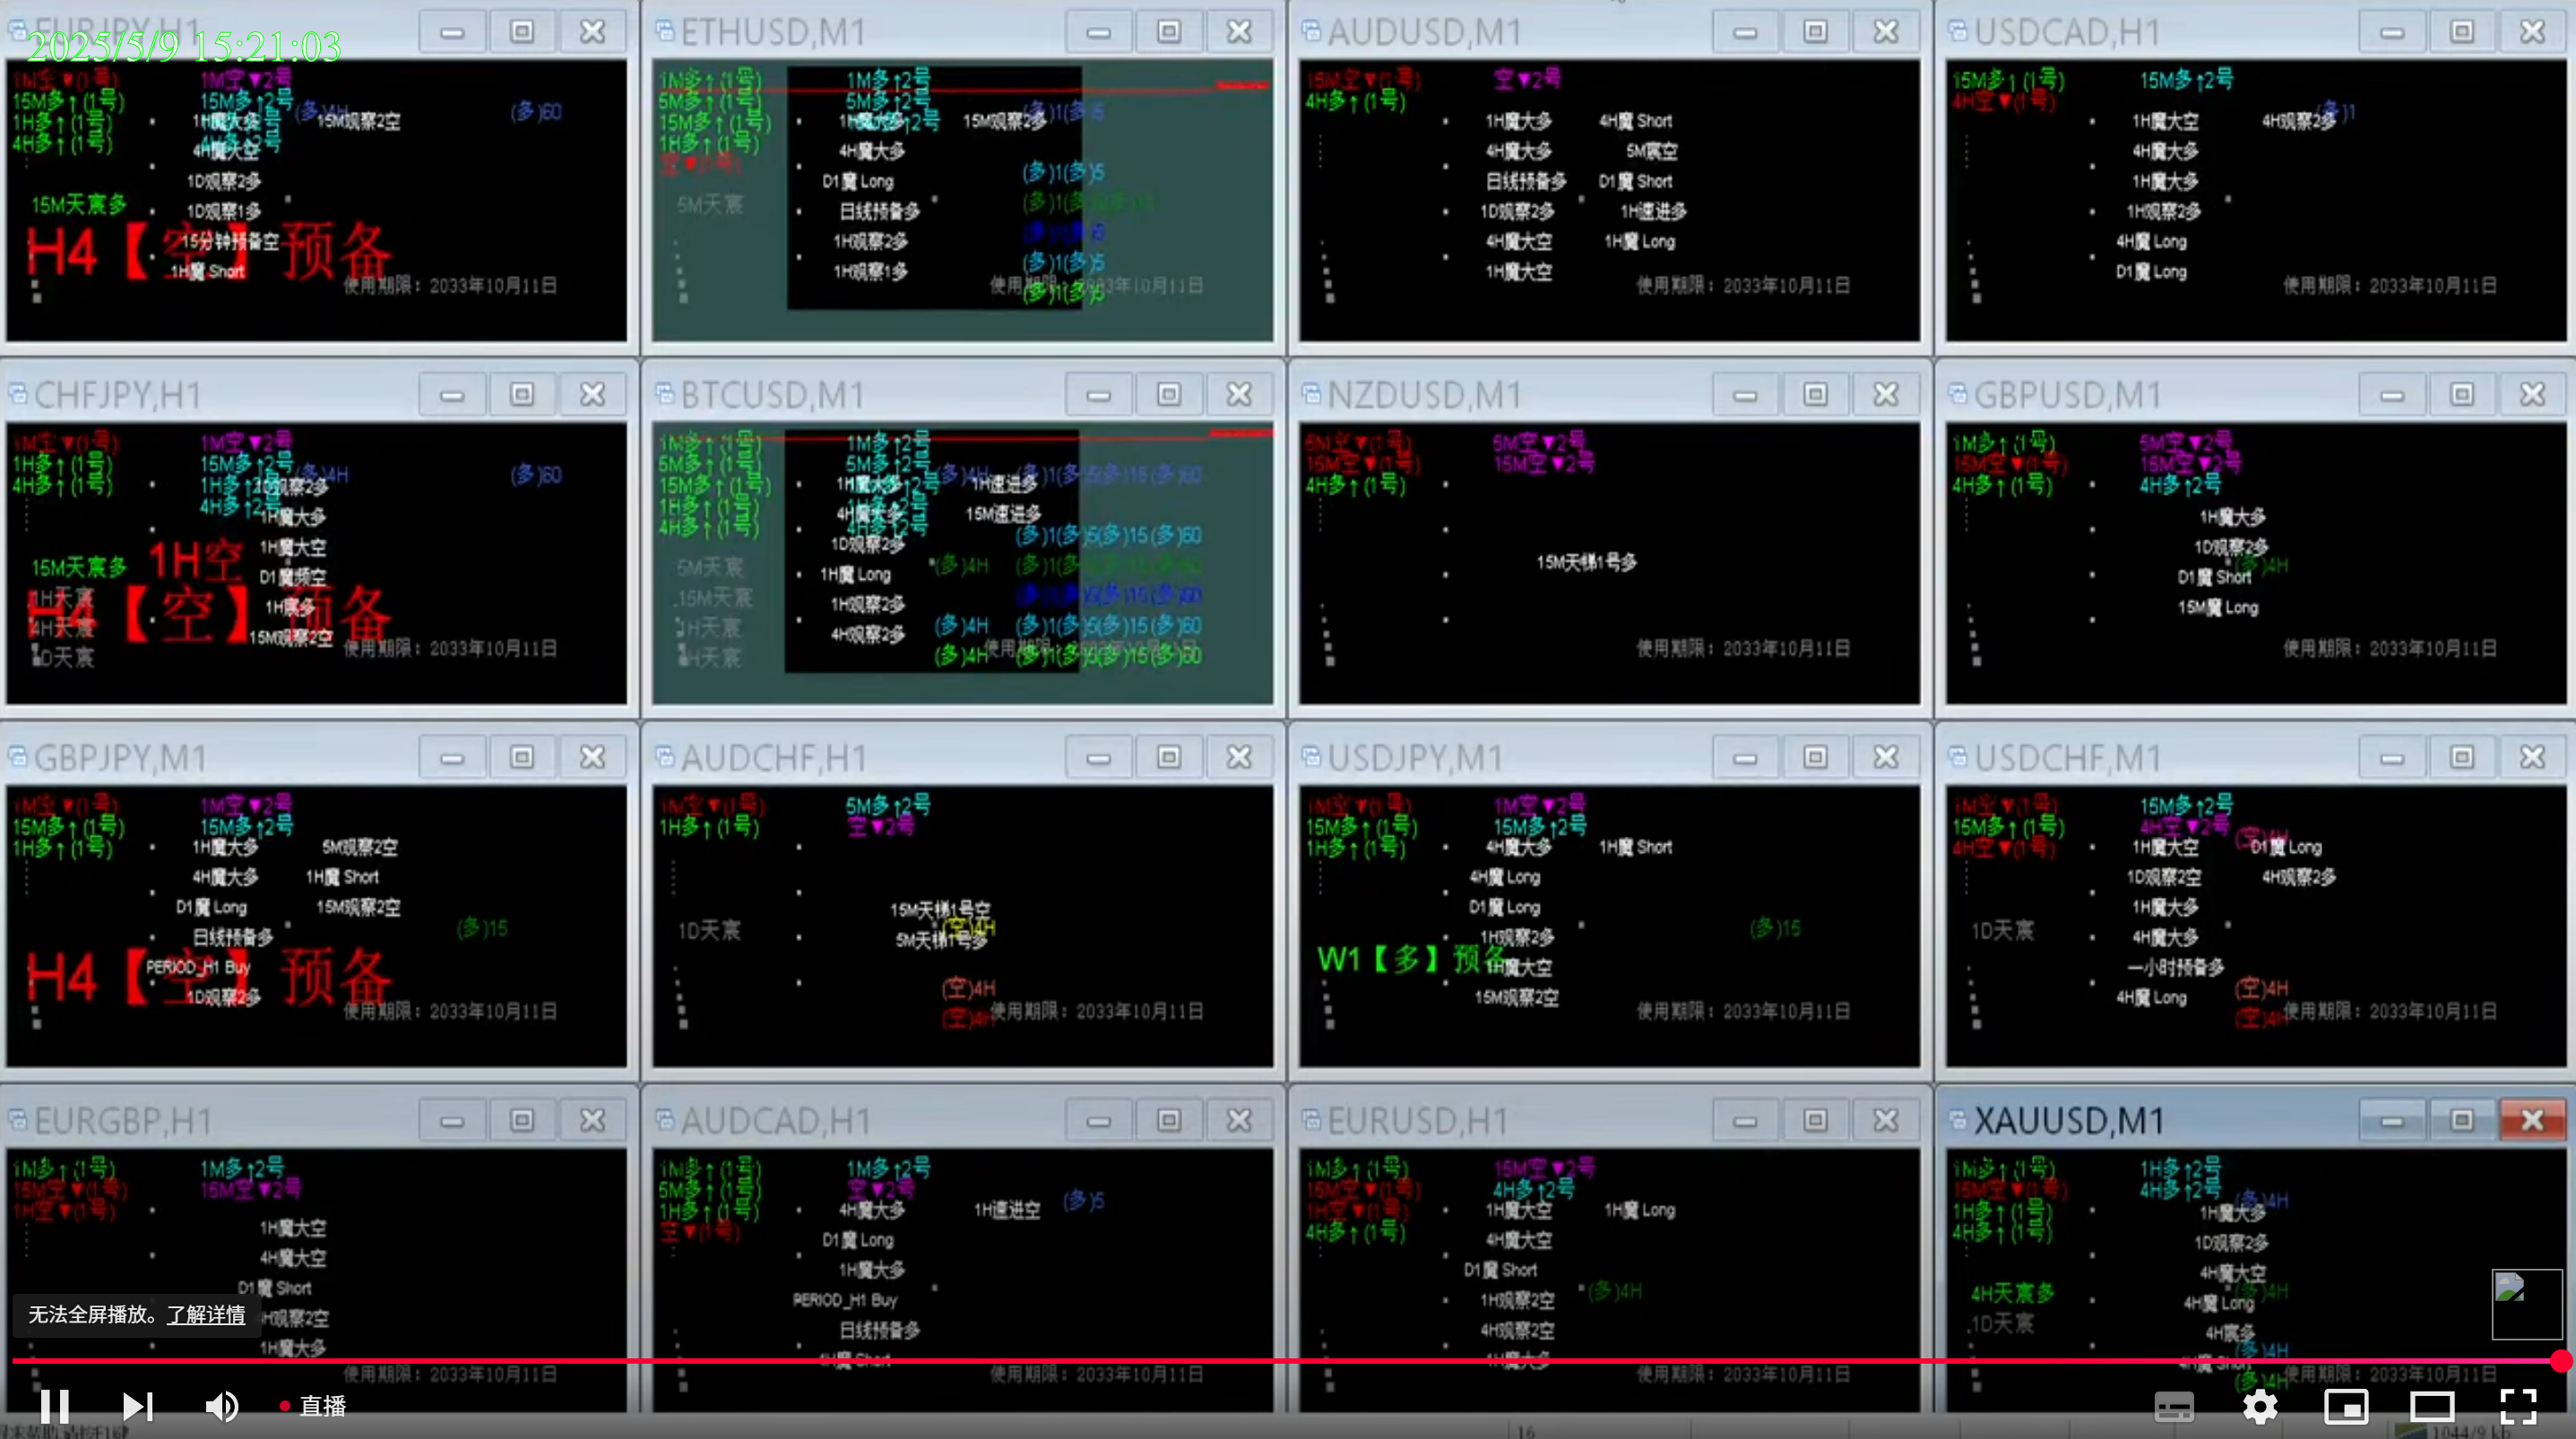 EURJPY,H1
2025/5/9 15:21:03
1M空▼(1号) 1M空▼2号
15M多↑(1号) 15M多↑2号
1H多↑(1号) 1H魔大多 (多)4H 15M观察2空 (多)60
4H多↑(1号)
4H魔大空
1D观察2多
15M天宸多 1D观察1多
H4【空】预备
15分钟预备空
1H魔 Short
使用期限：2033年10月11日
ETHUSD,M1
1M多↑(1号) 1M多↑2号
5M多↑(1号) 5M多↑2号
15M多↑(1号) 1H魔大多 15M观察2多 (多)1(多)5
1H多↑(1号) 4H魔大多
空▼(1号)
D1魔 Long (多)1(多)5
5M天宸 日线预备多
1H观察2多
1H观察1多 (多)1(多)5
(多)1(多)5
AUDUSD,M1
15M空▼(1号) 空▼2号
4H多↑(1号)
1H魔大多 4H魔 Short
4H魔大多 5M宸空
日线预备多 D1魔 Short
1D观察2多 1H速进多
4H魔大空 1H魔 Long
1H魔大空
使用期限：2033年10月11日
USDCAD,H1
15M多↑(1号) 15M多↑2号
4H空▼(1号)
1H魔大空 4H观察2多 (多)1
4H魔大多
1H魔大多
1H观察2多
4H魔 Long
D1魔 Long
使用期限：2033年10月11日
CHFJPY,H1
1M空▼(1号) 1M空▼2号
1H多↑(1号) 15M多↑2号 (多)4H (多)60
4H多↑(1号) 1H多↑2号 1D观察2多
4H多↑2号
1H魔大多
1H魔大空
15M天宸多 1H空 D1魔频空
1H天宸 1H宸多
H4【空】预备
4H天宸 15M观察2空
1D天宸 使用期限：2033年10月11日
BTCUSD,M1
1M多↑(1号) 1M多↑2号
5M多↑(1号) 5M多↑2号 (多)4H (多)1(多)5(多)15(多)60
15M多↑(1号) 1H魔大多 1H速进多
1H多↑(1号) 4H魔大多 15M速进多
4H多↑(1号) 4H多↑2号 (多)1(多)5(多)15(多)60
1D观察2多
5M天宸 1H魔 Long (多)4H
15M天宸 1H观察2多
1H天宸 4H观察2多 (多)4H (多)1(多)5(多)15(多)60
4H天宸 (多)4H (多)1(多)5(多)15(多)60
NZDUSD,M1
5M空▼(1号) 5M空▼2号
15M空▼(1号) 15M空▼2号
4H多↑(1号)
15M天梯1号多
使用期限：2033年10月11日
GBPUSD,M1
1M多↑(1号) 5M空▼2号
15M空▼(1号) 15M空▼2号
4H多↑(1号) 4H多↑2号
1H魔大多
1D观察2多
(多)4H
D1魔 Short
15M魔 Long
使用期限：2033年10月11日
GBPJPY,M1
1M空▼(1号) 1M空▼2号
15M多↑(1号) 15M多↑2号
1H多↑(1号) 1H魔大多 5M观察2空
4H魔大多 1H魔 Short
D1魔 Long 15M观察2空
日线预备多 (多)15
H4【空】预备
PERIOD_H1 Buy
1D观察2多
使用期限：2033年10月11日
AUDCHF,H1
1M空▼(1号) 5M多↑2号
1H多↑(1号) 空▼2号
15M天梯1号空
1D天宸 (空)4H
5M天梯1号多
(空)4H
(空)4H 使用期限：2033年10月11日
USDJPY,M1
1M空▼(1号) 1M空▼2号
15M多↑(1号) 15M多↑2号
1H多↑(1号) 4H魔大多 1H魔 Short
4H魔 Long
D1魔 Long
1H观察2多 (多)15
W1【多】预备 1H魔大空
15M观察2空
使用期限：2033年10月11日
USDCHF,M1
1M空▼(1号) 15M多↑2号
15M多↑(1号) 4H空▼2号 (空)4H
4H空▼(1号) 1H魔大空 D1魔 Long
1D观察2空 4H观察2多
1H魔大多
1D天宸 4H魔大多
一小时预备多
4H魔 Long (空)4H
(空)4H 使用期限：2033年10月11日
EURGBP,H1
1M多↑(1号) 1M多↑2号
15M空▼(1号) 15M空▼2号
1H空▼(1号)
1H魔大空
4H魔大空
D1魔 Short
4H观察2空
1H魔大多
使用期限：2033年10月11日
AUDCAD,H1
1M多↑(1号) 1M多↑2号
5M多↑(1号) 空▼2号 (多)5
1H多↑(1号) 4H魔大多 1H速进空
空▼(1号) D1魔 Long
1H魔大多
PERIOD_H1 Buy
日线预备多
4H魔 Short
使用期限：2033年10月11日
EURUSD,H1
1M多↑(1号) 15M空▼2号
15M空▼(1号) 4H多↑2号
1H空▼(1号) 1H魔大空 1H魔 Long
4H多↑(1号) 4H魔大空
D1魔 Short
1H观察2空 (多)4H
4H观察2空
1H魔大多
使用期限：2033年10月11日
XAUUSD,M1
1M多↑(1号) 1H多↑2号
15M空▼(1号) 4H多↑2号 (多)4H
1H多↑(1号) 1H魔大多
4H多↑(1号) 1D观察2多
4H魔大空
4H天宸多 (多)4H
4H魔 Long
1D天宸 4H宸多
(多)4H
4H魔 Short
(多)4H 使用期限：2033年10月11日
无法全屏播放。了解详情
直播
16
1044/9 kb